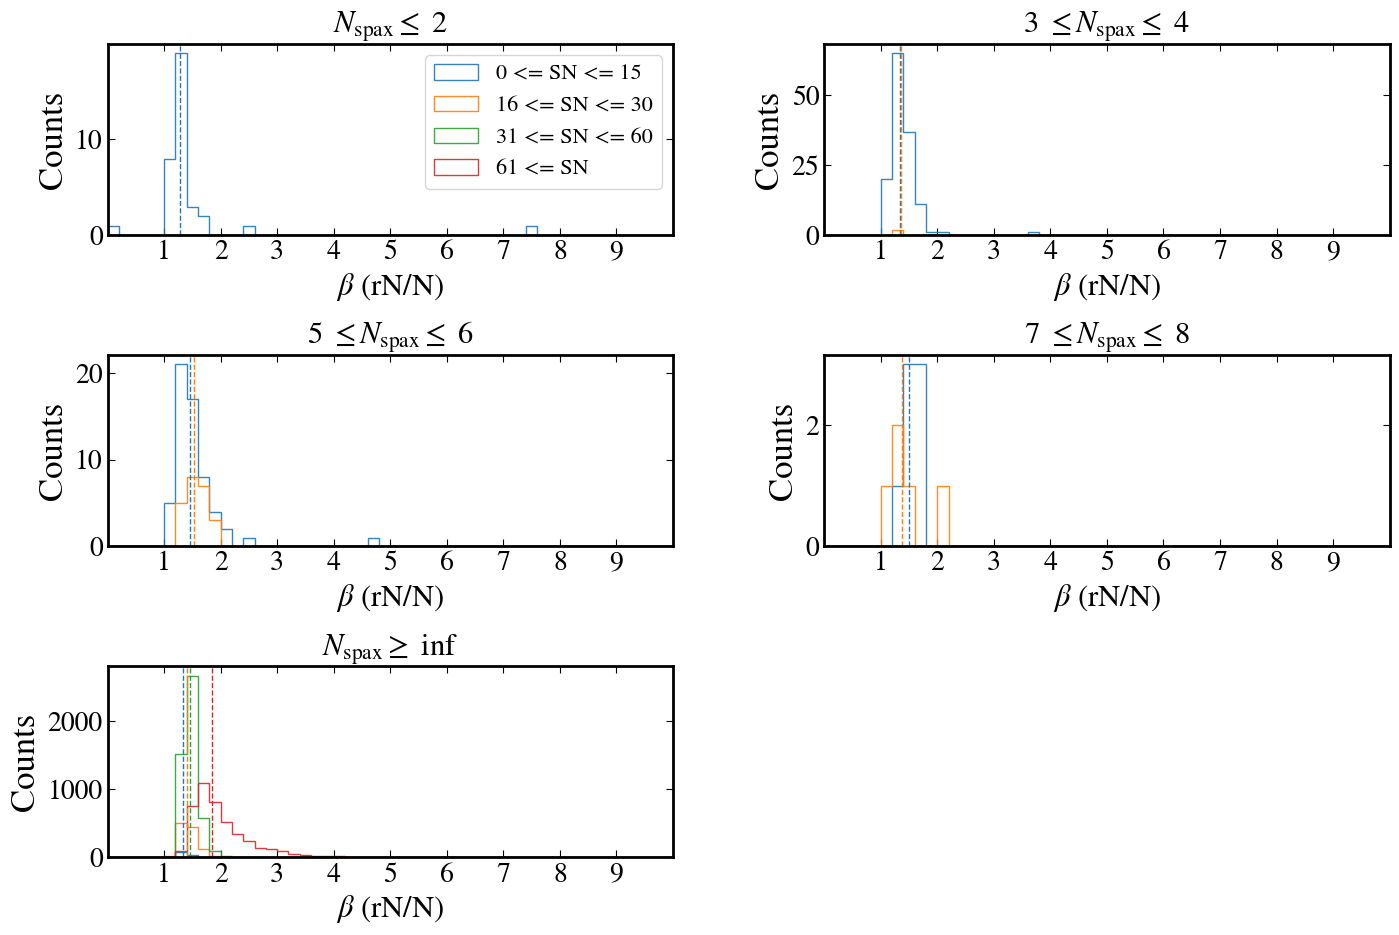 N_spax ≤ 2
Counts
10
0
0 <= SN <= 15
16 <= SN <= 30
31 <= SN <= 60
61 <= SN
1 2 3 4 5 6 7 8 9
β (rN/N)
3 ≤ N_spax ≤ 4
Counts
50
25
0
1 2 3 4 5 6 7 8 9
β (rN/N)
5 ≤ N_spax ≤ 6
Counts
20
10
0
1 2 3 4 5 6 7 8 9
β (rN/N)
7 ≤ N_spax ≤ 8
Counts
2
0
1 2 3 4 5 6 7 8 9
β (rN/N)
N_spax ≥ inf
Counts
2000
1000
0
1 2 3 4 5 6 7 8 9
β (rN/N)